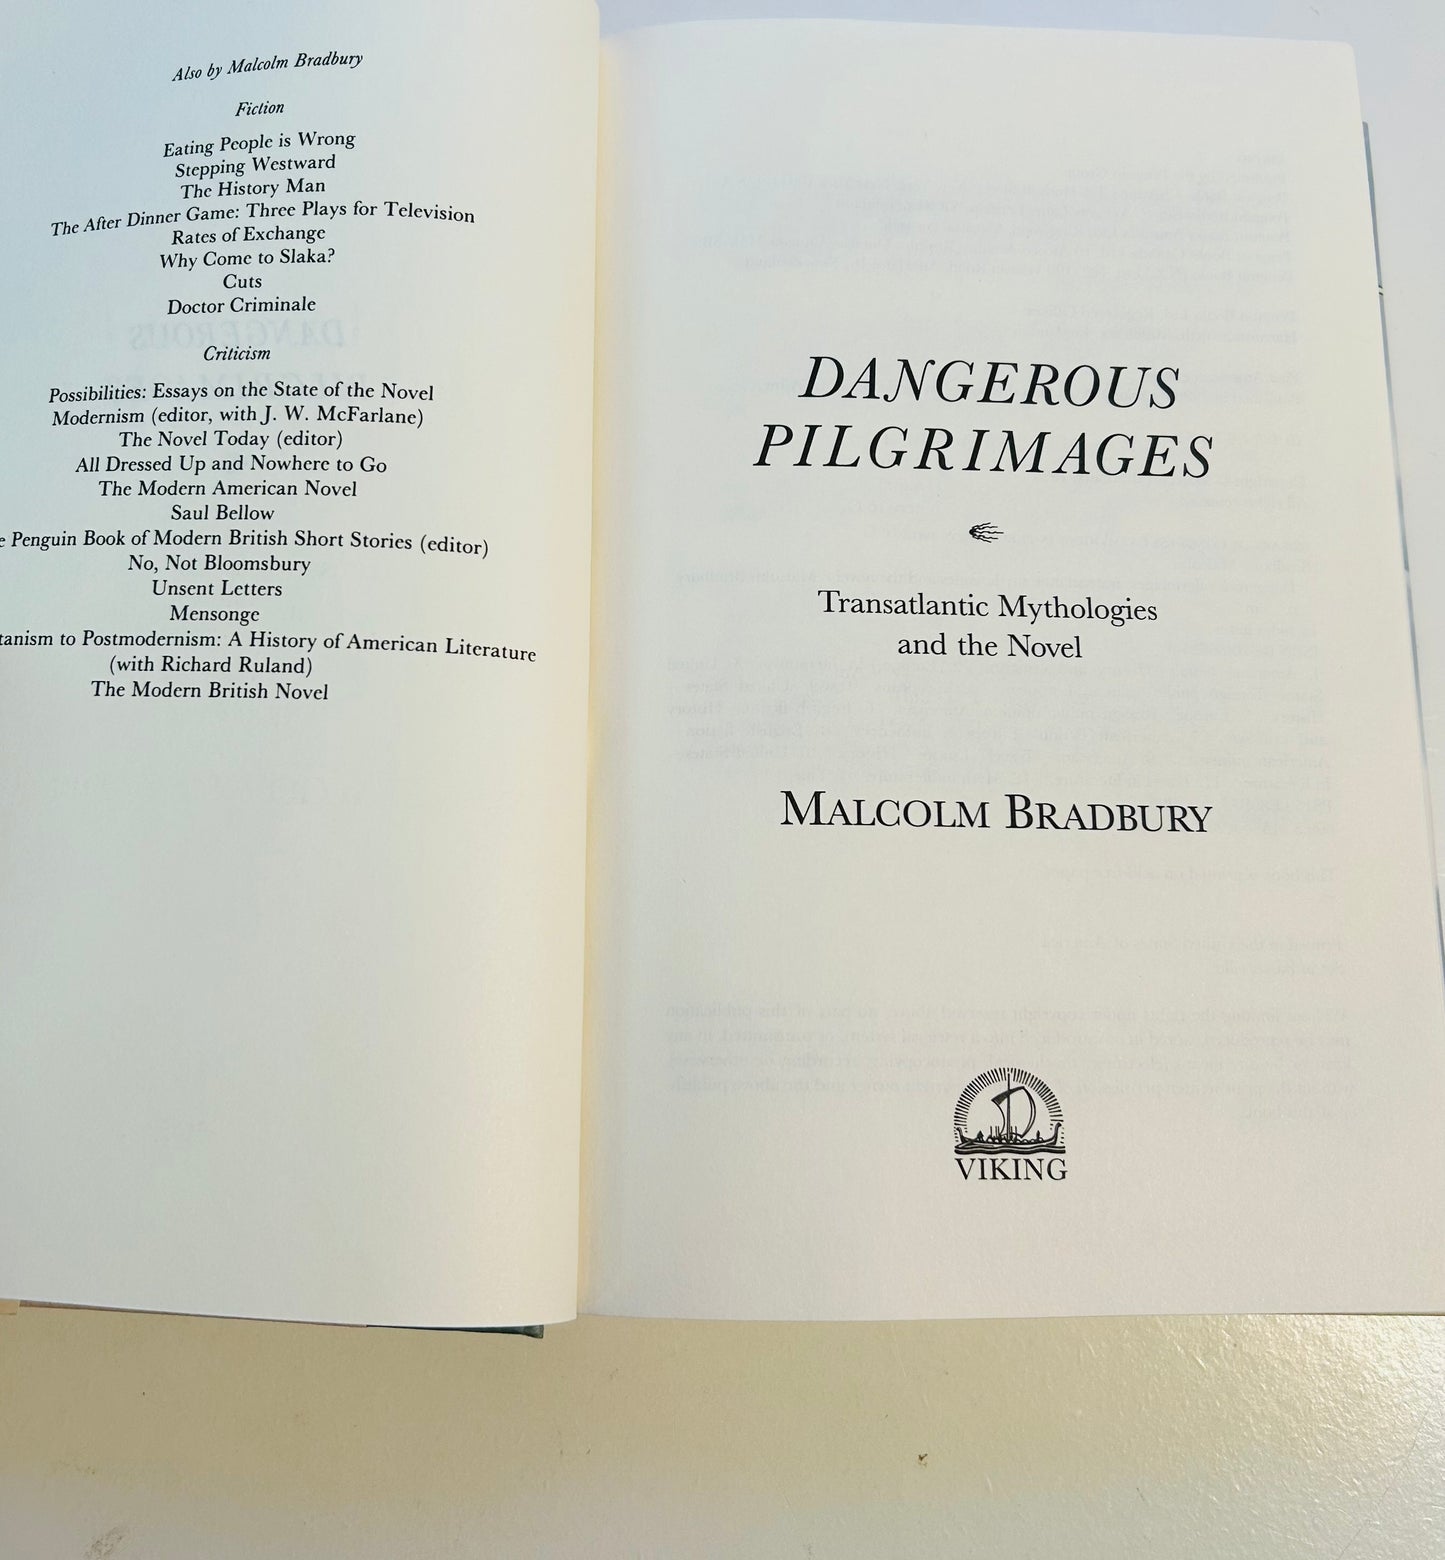 Also by Malcolm Bradbury
Fiction
Eating People is Wrong
Stepping Westward
The History Man
The After Dinner Game: Three Plays for Television
Rates of Exchange
Why Come to Slaka?
Cuts
Doctor Criminale
Criticism
Possibilities: Essays on the State of the Novel
Modernism (editor, with J. W. McFarlane)
The Novel Today (editor)
All Dressed Up and Nowhere to Go
The Modern American Novel
Saul Bellow
Penguin Book of Modern British Short Stories (editor)
No, Not Bloomsbury
Unsent Letters
Mensonge
to Postmodernism: A History of American Literature
(with Richard Ruland)
The Modern British Novel
DANGEROUS
PILGRIMAGES
Transatlantic Mythologies
and the Novel
MALCOLM BRADBURY
VIKING